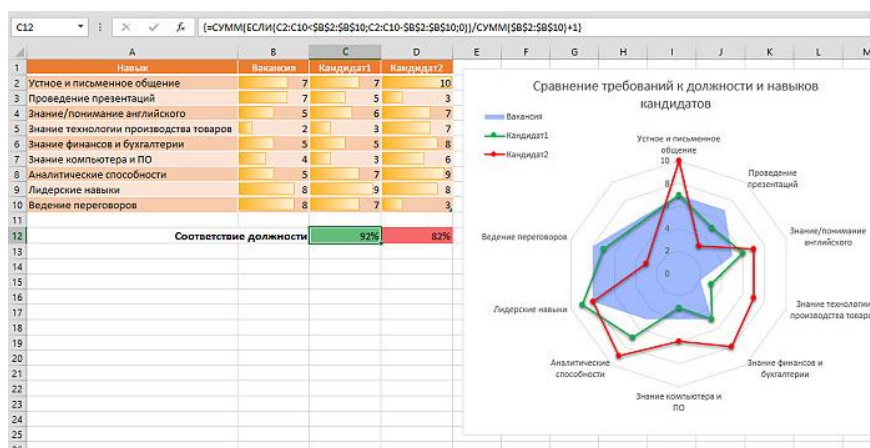 C12 {=СУММ(ЕСЛИ(C2:C10<$B$2:$B$10;C2:C10-$B$2:$B$10;0))/СУММ($B$2:$B$10)+1}
A B C D E F G H I J K L M
1 Навык Вакансия Кандидат1 Кандидат2
2 Устное и письменное общение 7 7 10
3 Проведение презентаций 7 5 3
4 Знание/понимание английского 5 6 7
5 Знание технологии производства товаров 2 3 7
6 Знание финансов и бухгалтерии 5 5 8
7 Знание компьютера и ПО 4 3 6
8 Аналитические способности 5 7 9
9 Лидерские навыки 8 9 8
10 Ведение переговоров 8 7 3
11
12 Соответствие должности 92% 82%
13
14
15
16
17
18
19
20
21
22
23
24
25
Сравнение требований к должности и навыков
кандидатов
Вакансия
Кандидат1
Кандидат2
Устное и письменное
общение
Проведение
презентаций
Знание/понимание
английского
Знание технологии
производства товаров
Знание финансов и
бухгалтерии
Знание компьютера и
ПО
Аналитические
способности
Лидерские навыки
Ведение переговоров
10
8
4
2
0